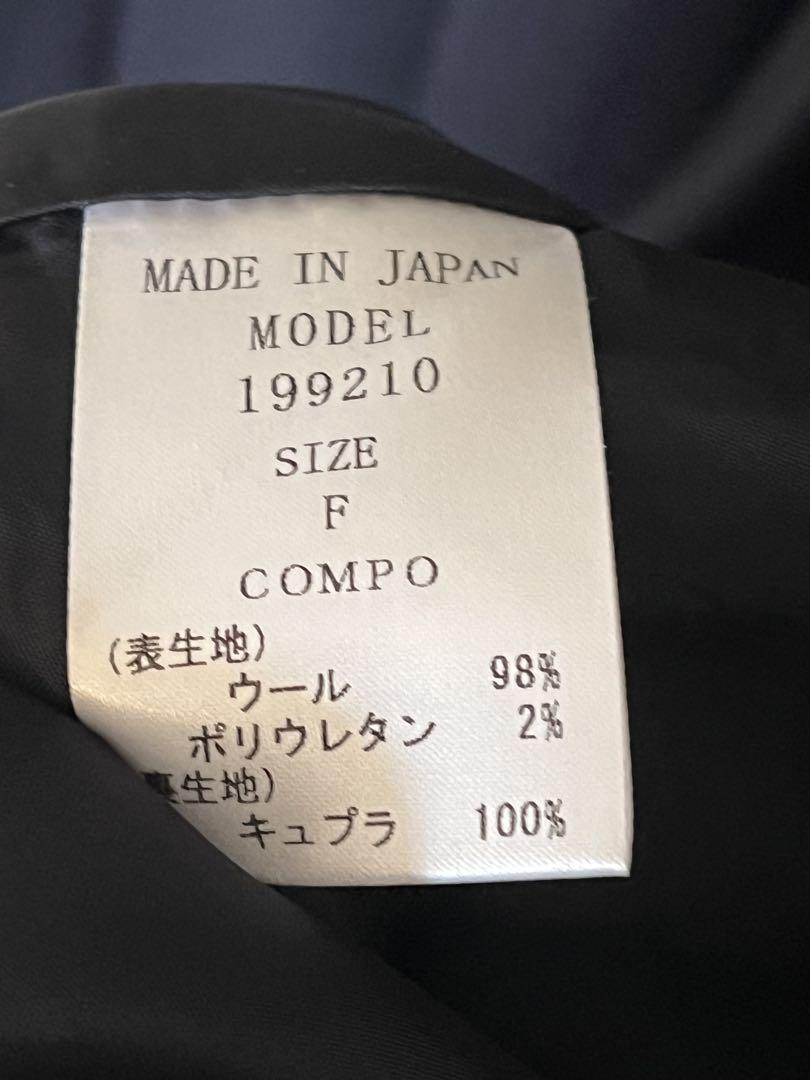 MADE IN JAPAN
MODEL
199210
SIZE
F
COMPO
(表生地)
ウール 98%
ポリウレタン 2%
裏生地)
キュプラ 100%